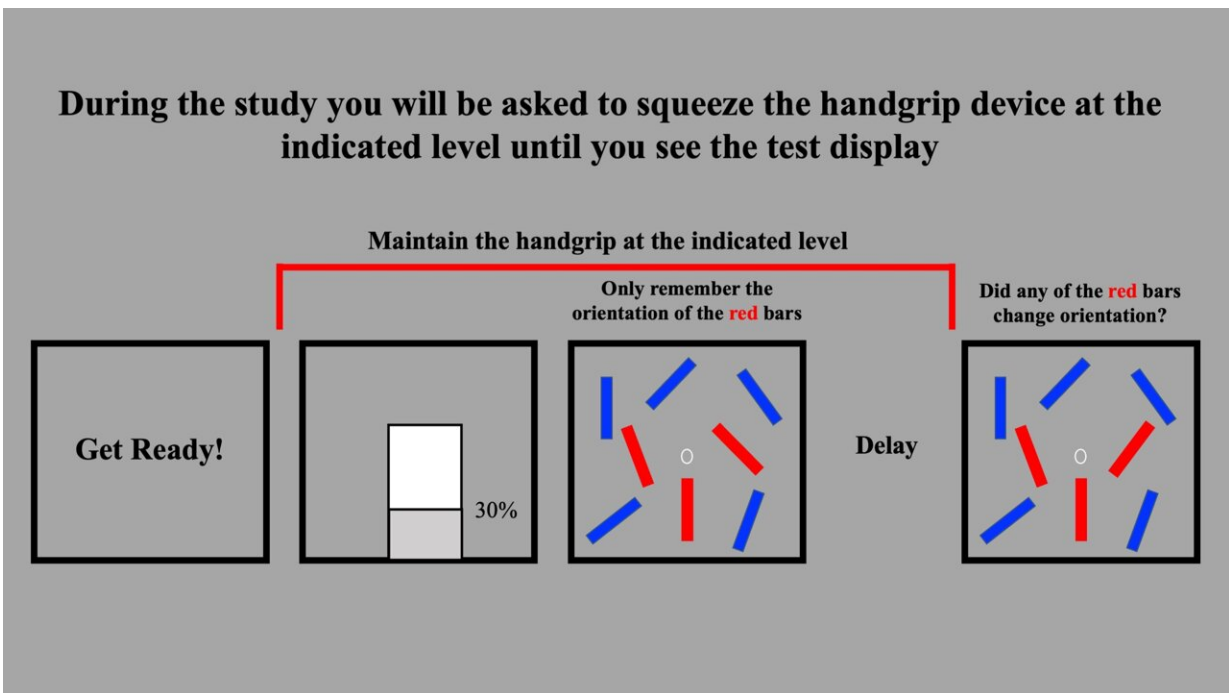 During the study you will be asked to squeeze the handgrip device at the
indicated level until you see the test display
Maintain the handgrip at the indicated level
Only remember the
orientation of the red bars
Did any of the red bars
change orientation?
Get Ready!
30%
Delay